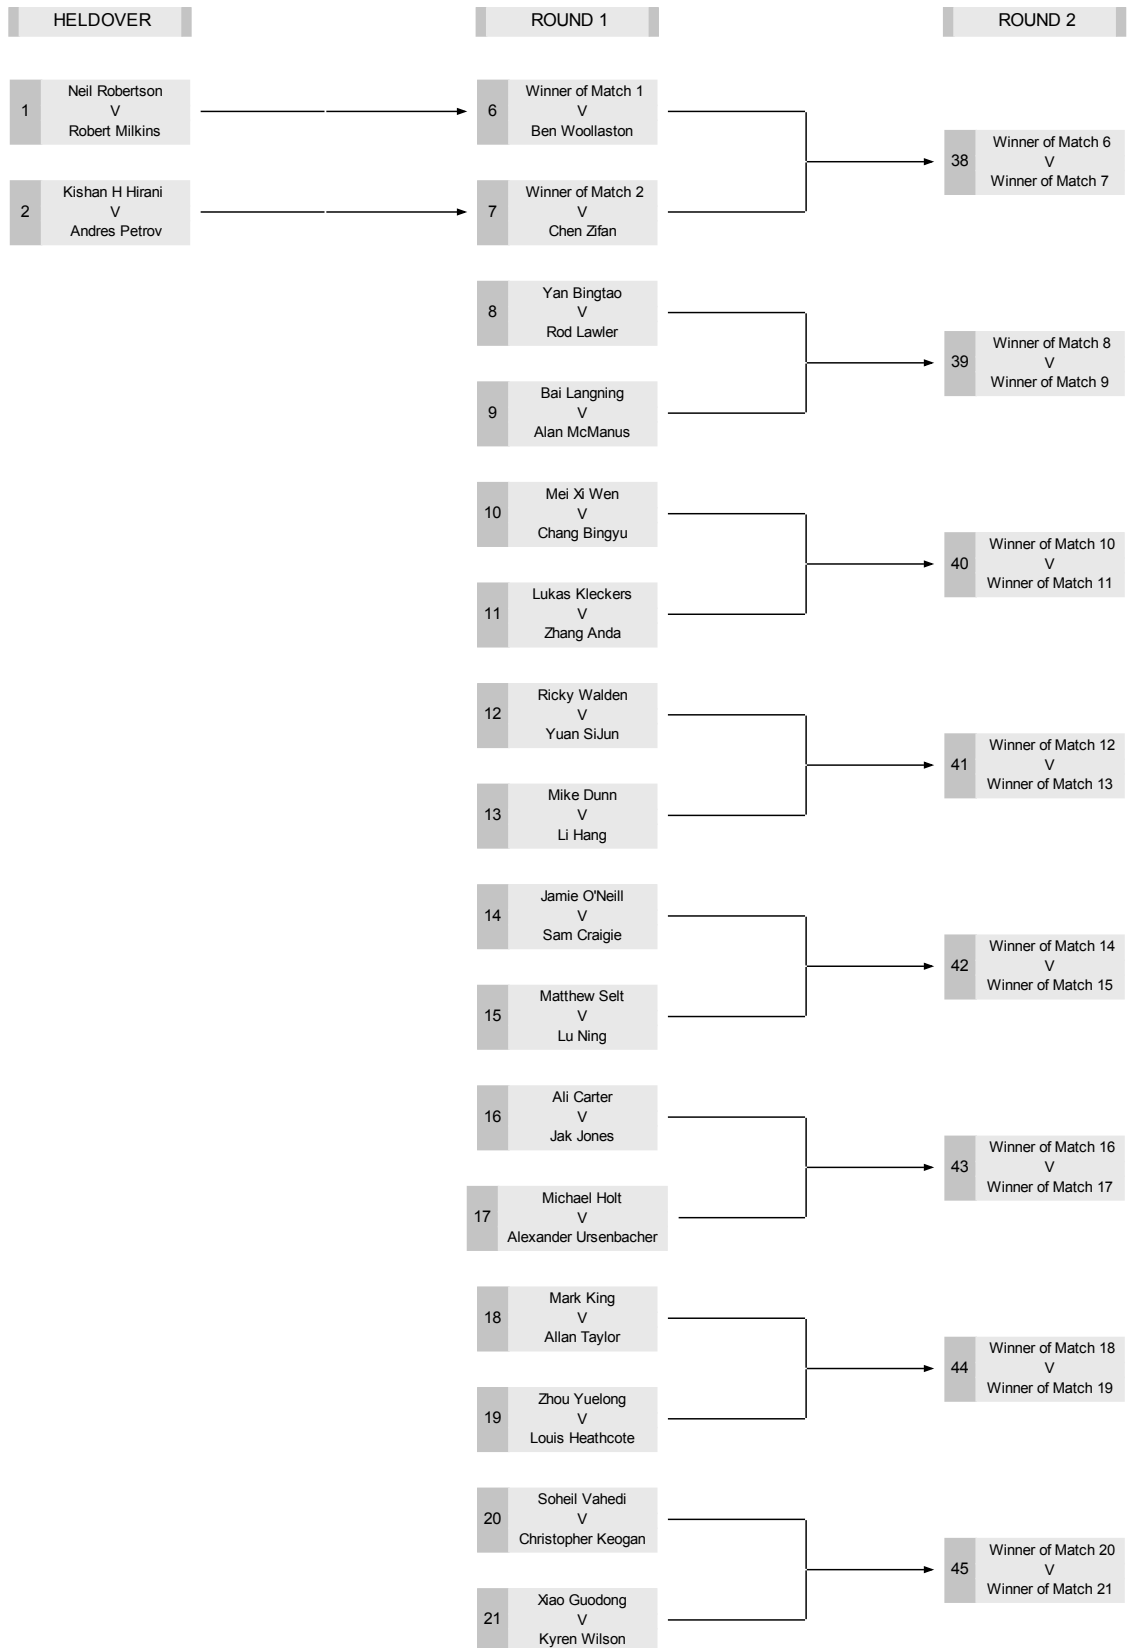 HELDOVER
ROUND 1
ROUND 2
1
Neil Robertson
V
Robert Milkins
6
Winner of Match 1
V
Ben Woollaston
38
Winner of Match 6
V
Winner of Match 7
2
Kishan H Hirani
V
Andres Petrov
7
Winner of Match 2
V
Chen Zifan
8
Yan Bingtao
V
Rod Lawler
39
Winner of Match 8
V
Winner of Match 9
9
Bai Langning
V
Alan McManus
10
Mei Xi Wen
V
Chang Bingyu
40
Winner of Match 10
V
Winner of Match 11
11
Lukas Kleckers
V
Zhang Anda
12
Ricky Walden
V
Yuan SiJun
41
Winner of Match 12
V
Winner of Match 13
13
Mike Dunn
V
Li Hang
14
Jamie O'Neill
V
Sam Craigie
42
Winner of Match 14
V
Winner of Match 15
15
Matthew Selt
V
Lu Ning
16
Ali Carter
V
Jak Jones
43
Winner of Match 16
V
Winner of Match 17
17
Michael Holt
V
Alexander Ursenbacher
18
Mark King
V
Allan Taylor
44
Winner of Match 18
V
Winner of Match 19
19
Zhou Yuelong
V
Louis Heathcote
20
Soheil Vahedi
V
Christopher Keogan
45
Winner of Match 20
V
Winner of Match 21
21
Xiao Guodong
V
Kyren Wilson